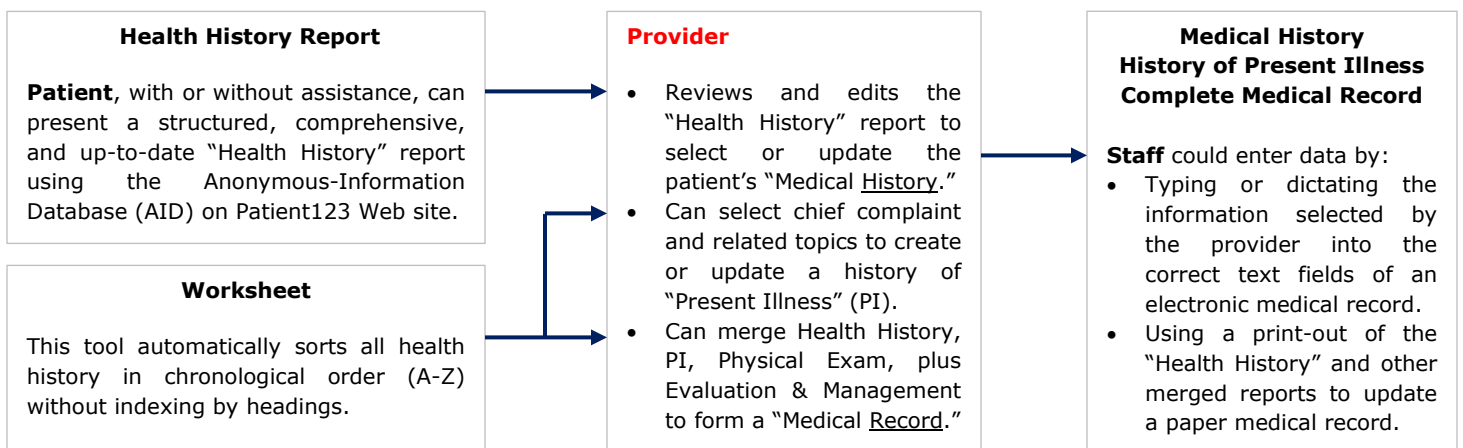 Health History Report
Patient, with or without assistance, can
present a structured, comprehensive,
and up-to-date “Health History” report
using the Anonymous-Information
Database (AID) on Patient123 Web site.
Worksheet
This tool automatically sorts all health
history in chronological order (A-Z)
without indexing by headings.
Provider
• Reviews and edits the
“Health History” report to
select or update the
patient’s “Medical History.”
• Can select chief complaint
and related topics to create
or update a history of
“Present Illness” (PI).
• Can merge Health History,
PI, Physical Exam, plus
Evaluation & Management
to form a “Medical Record.”
Medical History
History of Present Illness
Complete Medical Record
Staff could enter data by:
• Typing or dictating the
information selected by
the provider into the
correct text fields of an
electronic medical record.
• Using a print-out of the
“Health History” and other
merged reports to update
a paper medical record.